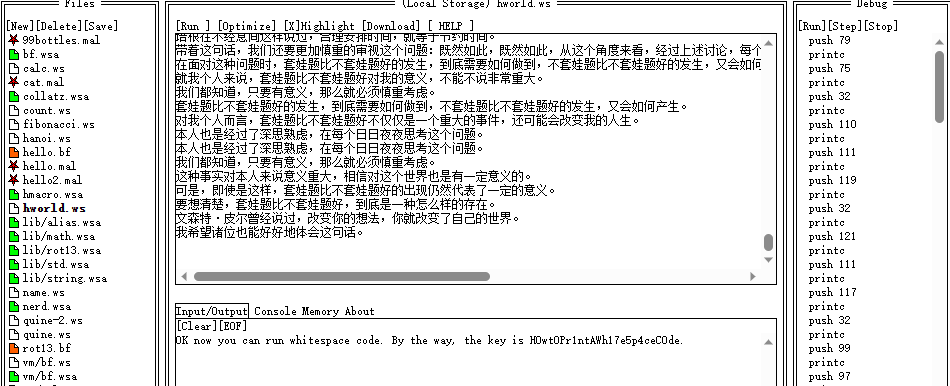 Files
[New][Delete][Save]
99bottles.mal
bf.wsa
calc.ws
cat.mal
collatz.wsa
count.ws
fibonacci.ws
hanoi.ws
hello.bf
hello.mal
hello2.mal
hmacro.wsa
hworld.ws
lib/alias.wsa
lib/math.wsa
lib/rot13.wsa
lib/std.wsa
lib/string.wsa
name.ws
nerd.wsa
quine-2.ws
quine.ws
rot13.bf
vm/bf.ws
vm/bf.wsa
(Local Storage) hworld.ws
[Run ] [Optimize] [X]Highlight [Download] [ HELP ]
培根在不经意间这样说过，合理安排时间，就等于节约时间。
带着这句话，我们还要更加慎重的审视这个问题：既然如此，既然如此，从这个角度来看，经过上述讨论，每个
在面对这种问题时，套娃题比不套娃题好的发生，到底需要如何做到，不套娃题比不套娃题好的发生，又会如何
就我个人来说，套娃题比不套娃题好对我的意义，不能不说非常重大。
我们都知道，只要有意义，那么就必须慎重考虑。
套娃题比不套娃题好的发生，到底需要如何做到，不套娃题比不套娃题好的发生，又会如何产生。
对我个人而言，套娃题比不套娃题好不仅仅是一个重大的事件，还可能会改变我的人生。
本人也是经过了深思熟虑，在每个日日夜夜思考这个问题。
本人也是经过了深思熟虑，在每个日日夜夜思考这个问题。
我们都知道，只要有意义，那么就必须慎重考虑。
这种事实对本人来说意义重大，相信对这个世界也是有一定意义的。
可是，即使是这样，套娃题比不套娃题好的出现仍然代表了一定的意义。
要想清楚，套娃题比不套娃题好，到底是一种怎么样的存在。
文森特·皮尔曾经说过，改变你的想法，你就改变了自己的世界。
我希望诸位也能好好地体会这句话。
Input/Output Console Memory About
[Clear][EOF]
OK now you can run whitespace code. By the way, the key is H0wt0Pr1ntAWh17e5p4ceC0de.
Debug
[Run][Step][Stop]
push 79
printc
push 75
printc
push 32
printc
push 110
printc
push 111
printc
push 119
printc
push 32
printc
push 121
printc
push 111
printc
push 117
printc
push 32
printc
push 99
printc
push 97